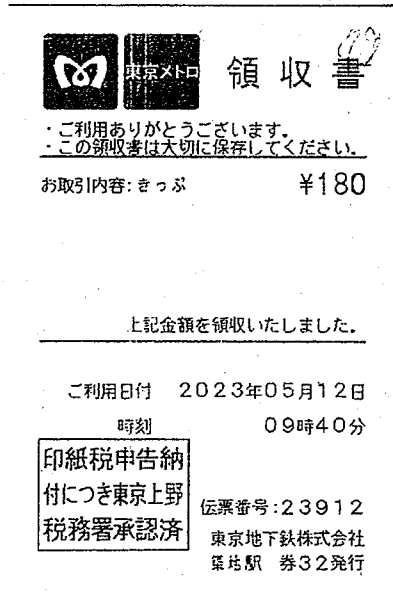 東京メトロ 領収書
・ご利用ありがとうございます。
・この領収書は大切に保存してください。
お取引内容:きっぷ ¥180
上記金額を領収いたしました。
ご利用日付 2023年05月12日
時刻 09時40分
印紙税申告納
付につき東京上野
税務署承認済
伝票番号:23912
東京地下鉄株式会社
築地駅 券32発行